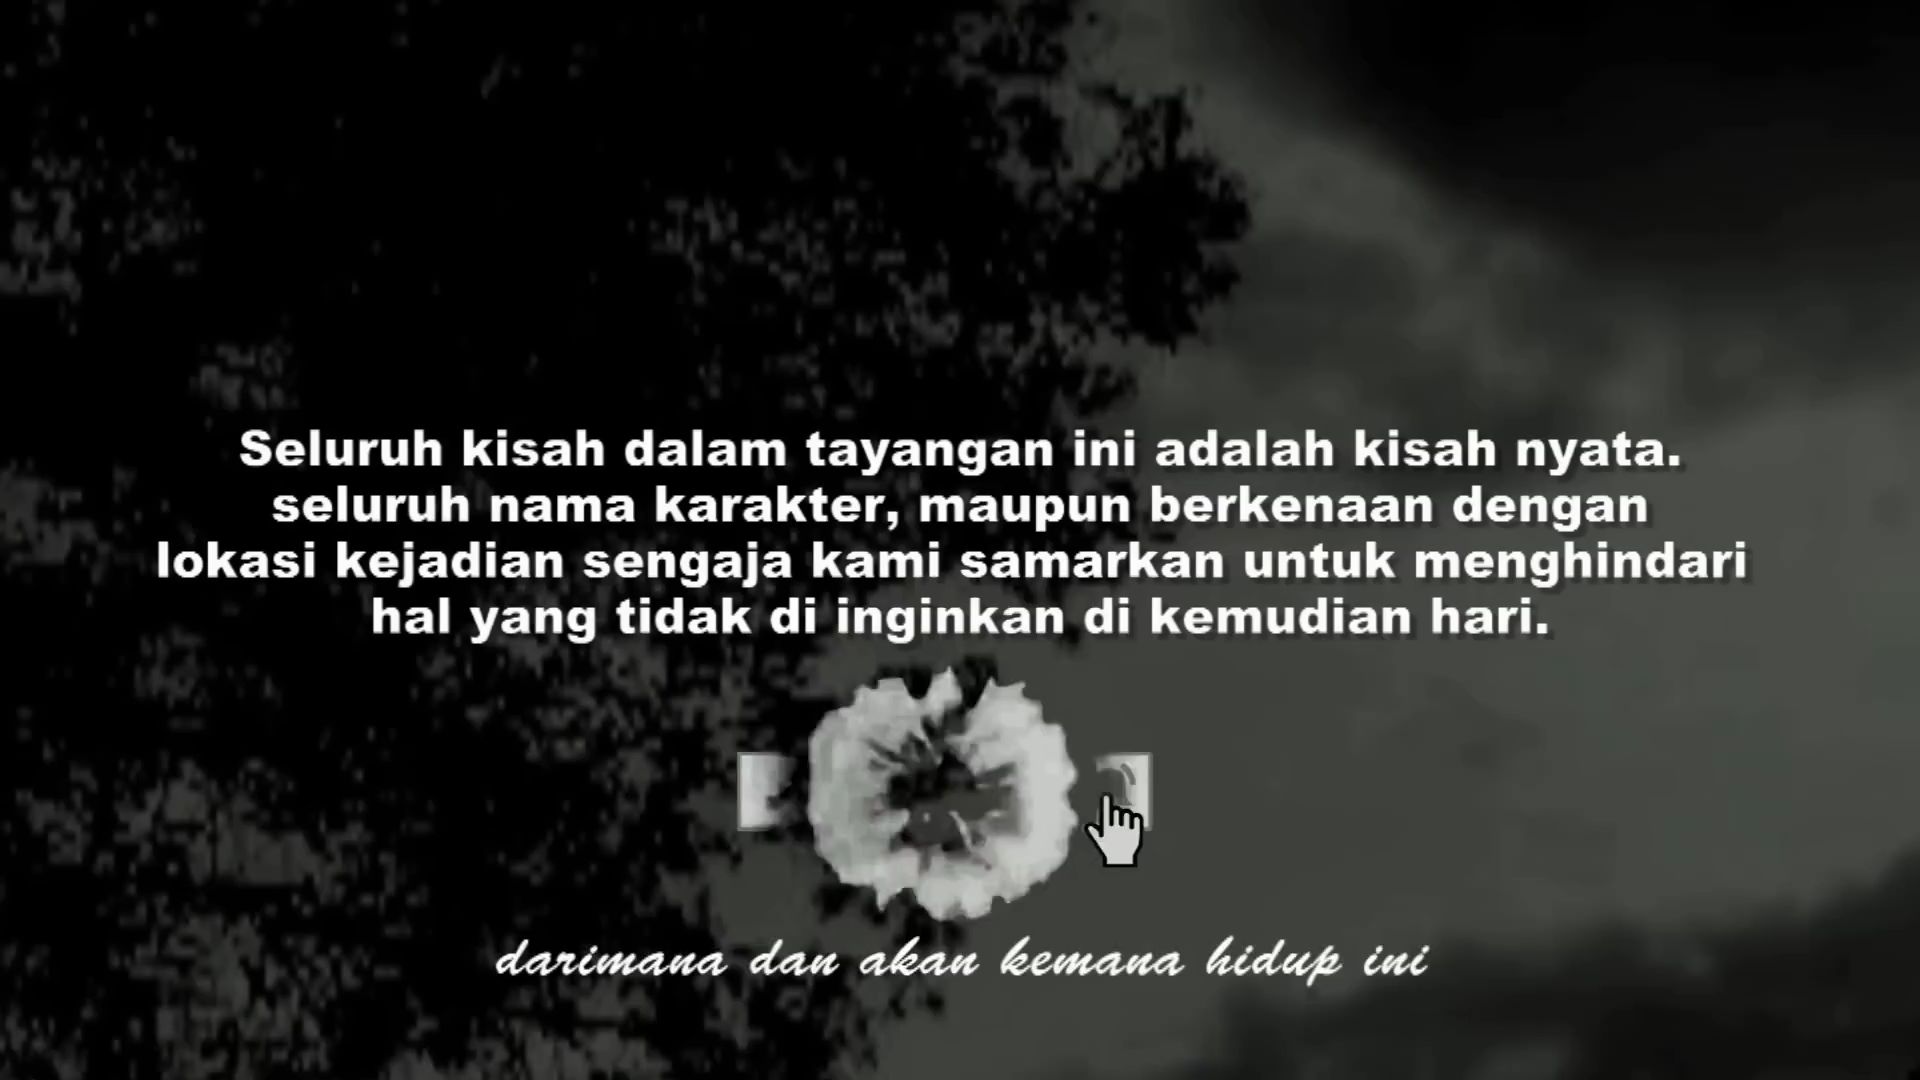 Seluruh kisah dalam tayangan ini adalah kisah nyata.
seluruh nama karakter, maupun berkenaan dengan
lokasi kejadian sengaja kami samarkan untuk menghindari
hal yang tidak di inginkan di kemudian hari.
darimana dan akan kemana hidup ini